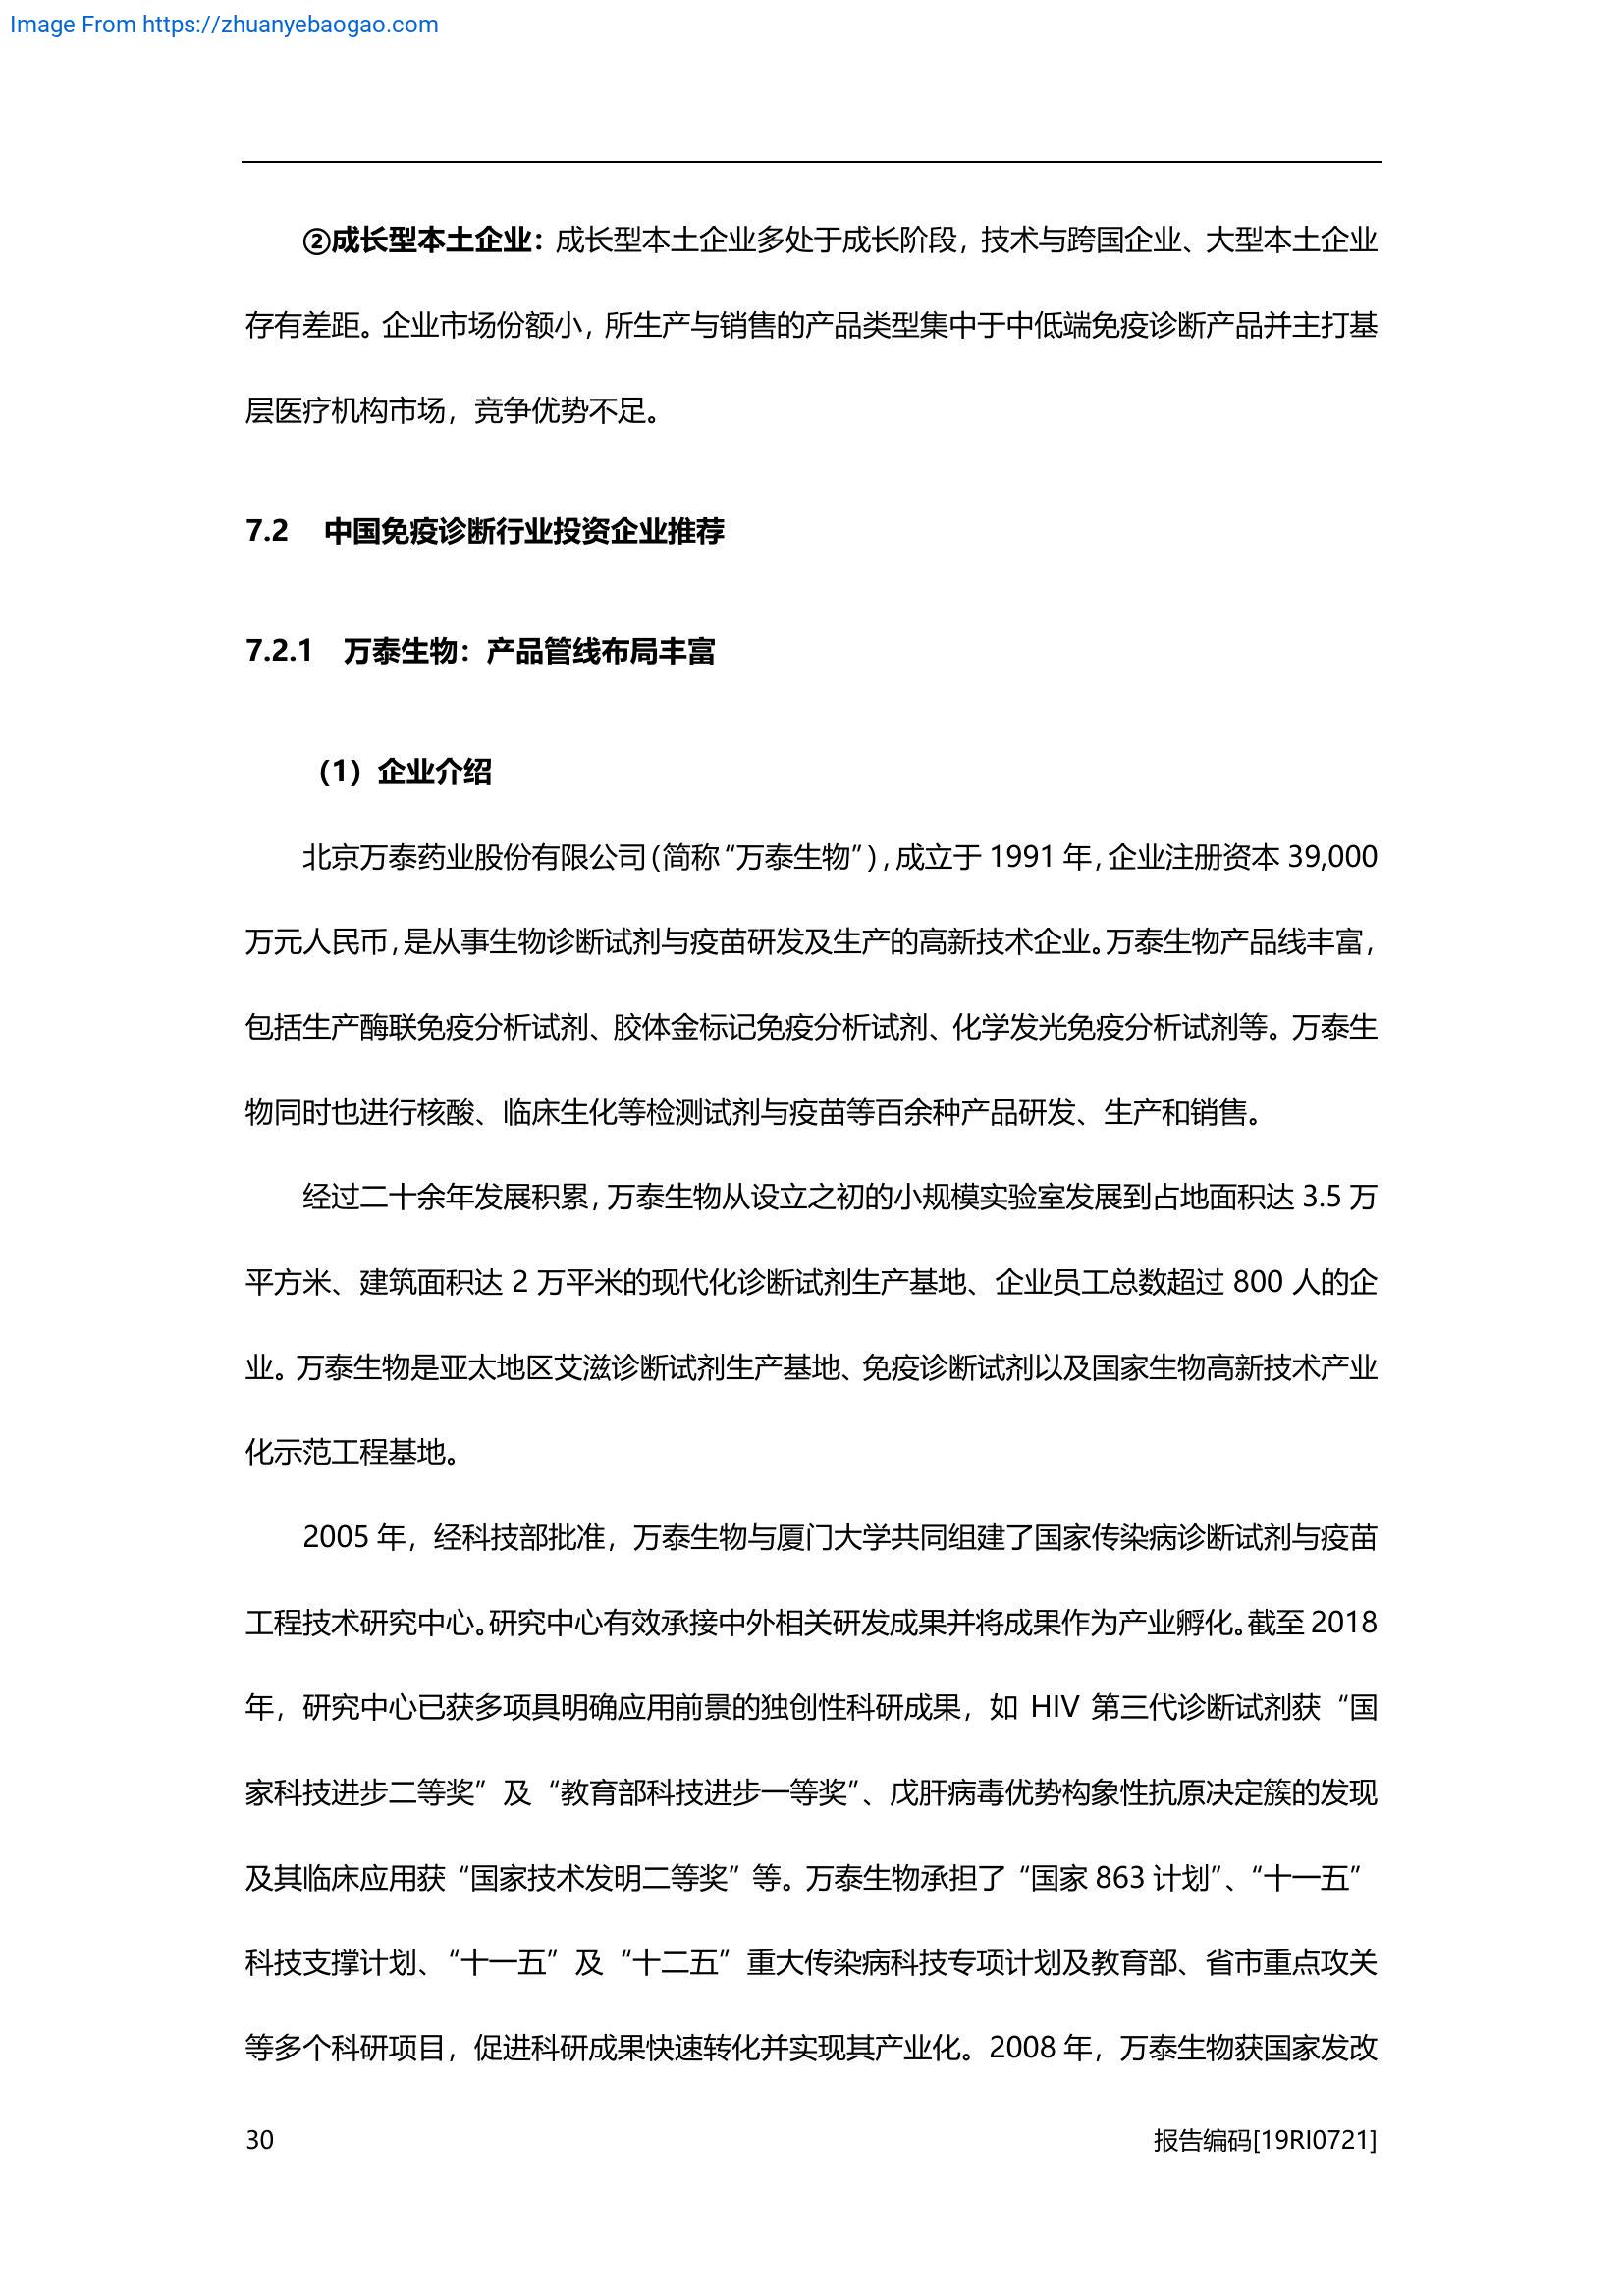 Image From https://zhuanyebaogao.com
②成长型本土企业：成长型本土企业多处于成长阶段，技术与跨国企业、大型本土企业
存有差距。企业市场份额小，所生产与销售的产品类型集中于中低端免疫诊断产品并主打基
层医疗机构市场，竞争优势不足。
7.2 中国免疫诊断行业投资企业推荐
7.2.1 万泰生物：产品管线布局丰富
（1）企业介绍
北京万泰药业股份有限公司（简称“万泰生物”），成立于 1991 年，企业注册资本 39,000
万元人民币，是从事生物诊断试剂与疫苗研发及生产的高新技术企业。万泰生物产品线丰富，
包括生产酶联免疫分析试剂、胶体金标记免疫分析试剂、化学发光免疫分析试剂等。万泰生
物同时也进行核酸、临床生化等检测试剂与疫苗等百余种产品研发、生产和销售。
经过二十余年发展积累，万泰生物从设立之初的小规模实验室发展到占地面积达 3.5 万
平方米、建筑面积达 2 万平米的现代化诊断试剂生产基地、企业员工总数超过 800 人的企
业。万泰生物是亚太地区艾滋诊断试剂生产基地、免疫诊断试剂以及国家生物高新技术产业
化示范工程基地。
2005 年，经科技部批准，万泰生物与厦门大学共同组建了国家传染病诊断试剂与疫苗
工程技术研究中心。研究中心有效承接中外相关研发成果并将成果作为产业孵化。截至 2018
年，研究中心已获多项具明确应用前景的独创性科研成果，如 HIV 第三代诊断试剂获“国
家科技进步二等奖”及“教育部科技进步一等奖”、戊肝病毒优势构象性抗原决定簇的发现
及其临床应用获“国家技术发明二等奖”等。万泰生物承担了“国家 863 计划”、“十一五”
科技支撑计划、“十一五”及“十二五”重大传染病科技专项计划及教育部、省市重点攻关
等多个科研项目，促进科研成果快速转化并实现其产业化。2008 年，万泰生物获国家发改
30
报告编码[19RI0721]